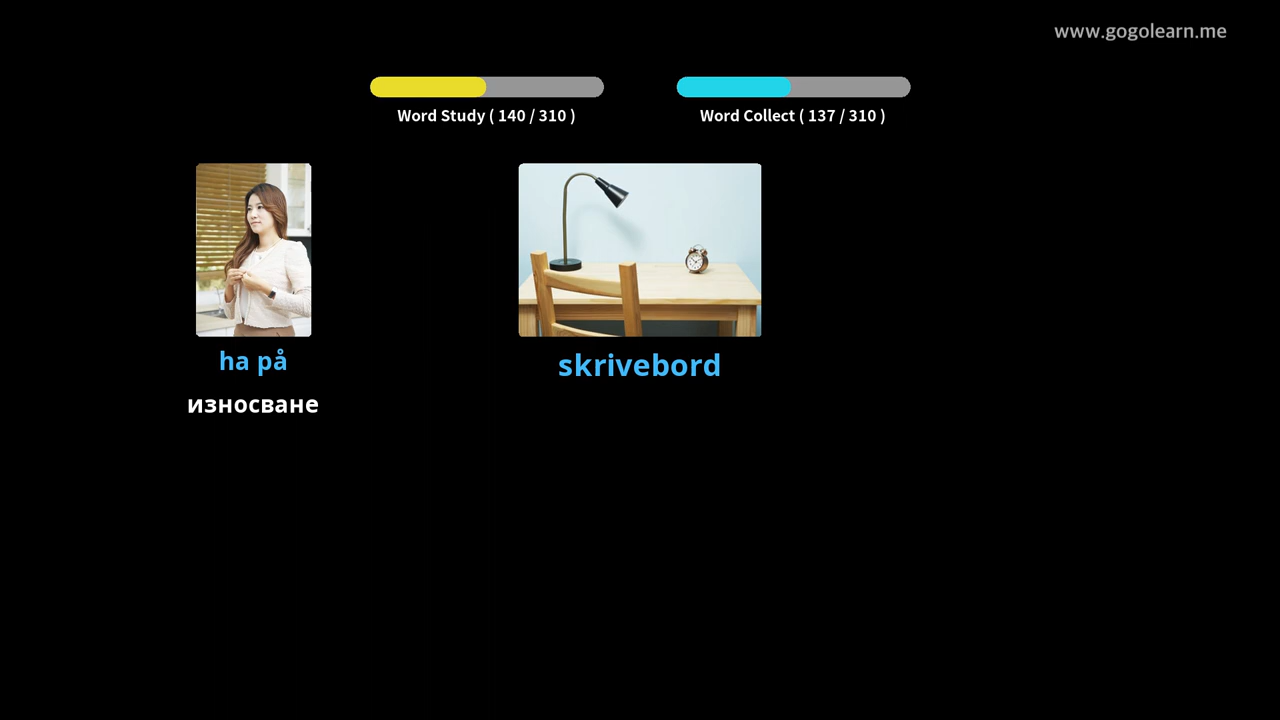 www.gogolearn.me
Word Study ( 140 / 310 )
Word Collect ( 137 / 310 )
ha på
износване
skrivebord